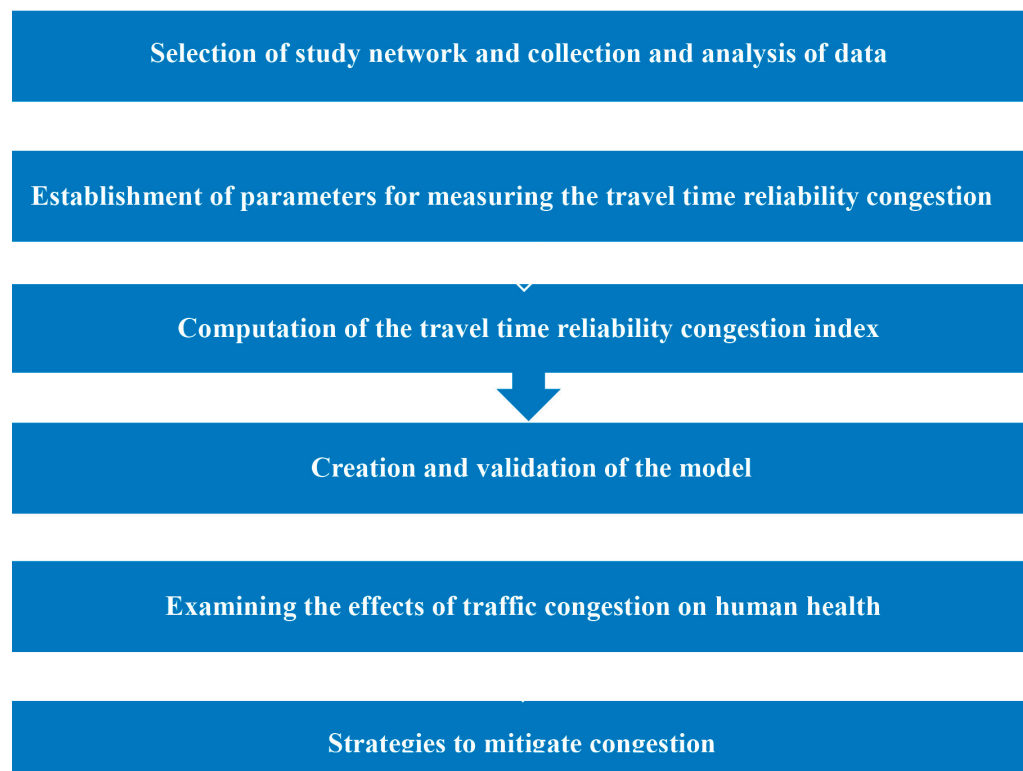 Selection of study network and collection and analysis of data
Establishment of parameters for measuring the travel time reliability congestion
Computation of the travel time reliability congestion index
Creation and validation of the model
Examining the effects of traffic congestion on human health
Strategies to mitigate congestion